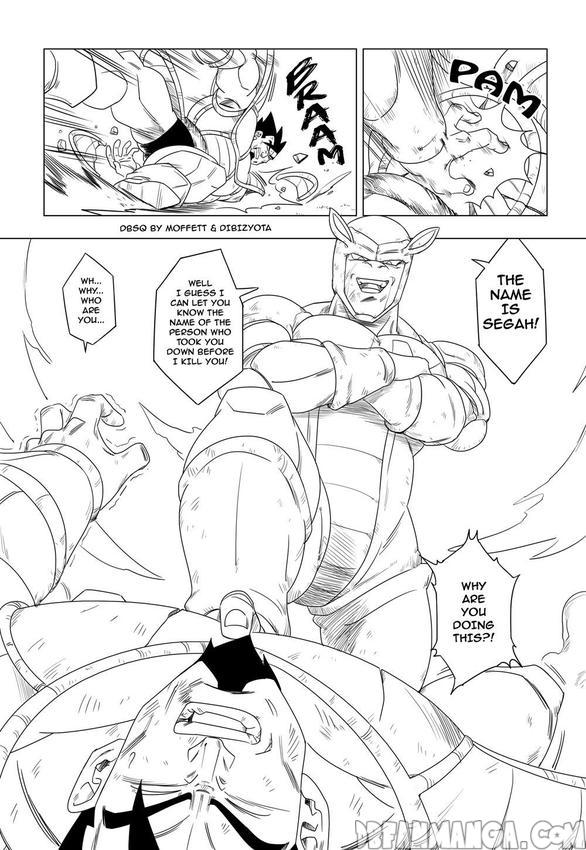 BRAAM
PAM
DBSQ BY MOFFETT & DIBIZYOTA
WH...
WHY...
WHO
ARE
YOU...
WELL
I GUESS I
CAN LET YOU
KNOW THE
NAME OF THE
PERSON WHO
TOOK YOU
DOWN BEFORE
I KILL YOU!
THE
NAME
IS
SEGAH!
WHY
ARE
YOU
DOING
THIS?!
DBFANMANGA.COM